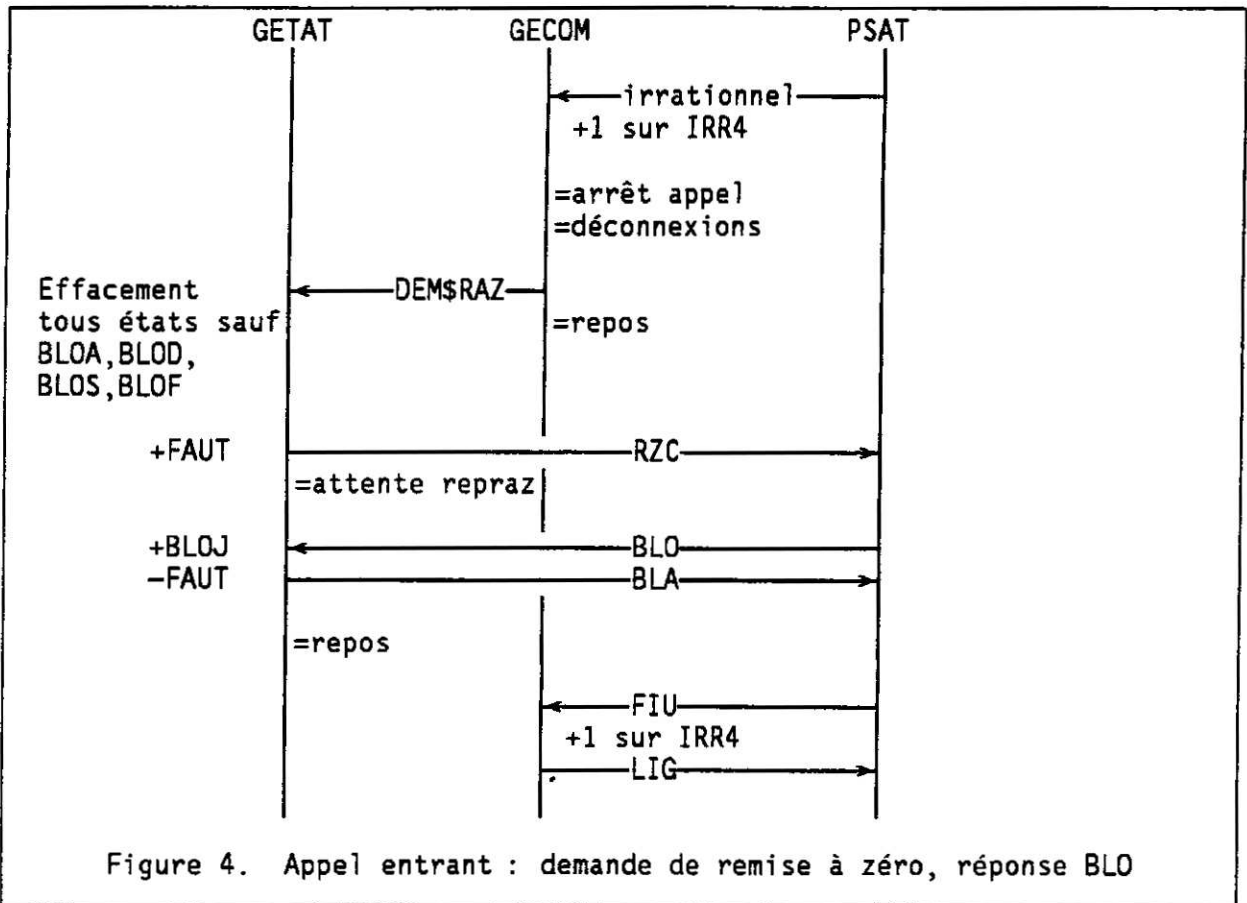 GETAT GECOM PSAT
irrationnel
+1 sur IRR4
=arrêt appel
=déconnexions
Effacement
tous états sauf
BLOA,BLOD,
BLOS,BLOF
DEM$RAZ
=repos
+FAUT RZC
=attente repraz
+BLOJ BLO
-FAUT BLA
=repos
FIU
+1 sur IRR4
LIG
Figure 4. Appel entrant : demande de remise à zéro, réponse BLO